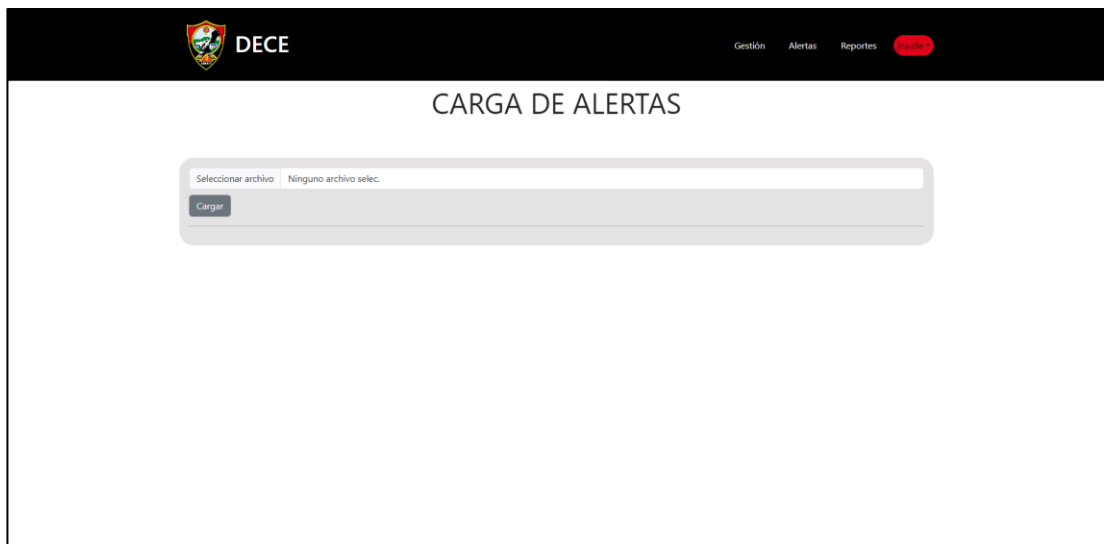 DECE
Gestión Alertas Reportes
CARGA DE ALERTAS
Seleccionar archivo Ninguno archivo selec.
Cargar